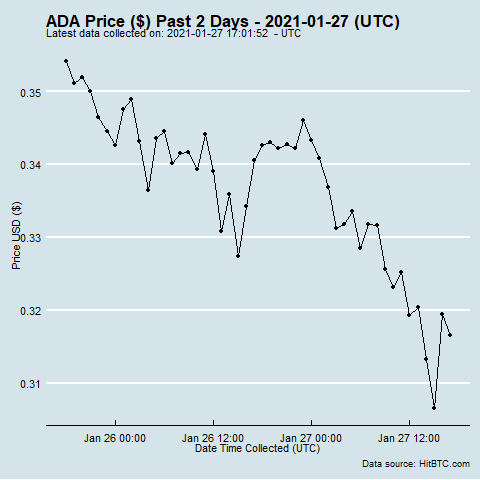 ADA Price ($) Past 2 Days - 2021-01-27 (UTC)
Latest data collected on: 2021-01-27 17:01:52 - UTC
0.35
0.34
0.33
0.32
0.31
Price USD ($)
Jan 26 00:00 Jan 26 12:00 Jan 27 00:00 Jan 27 12:00
Date Time Collected (UTC)
Data source: HitBTC.com